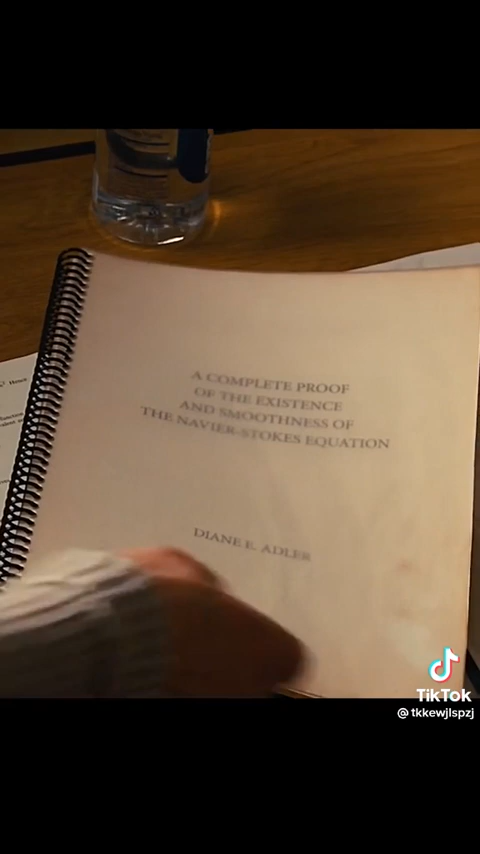 A COMPLETE PROOF
OF THE EXISTENCE
AND SMOOTHNESS OF
THE NAVIER-STOKES EQUATION
DIANE E. ADLER
TikTok
@tkkewjlspzj